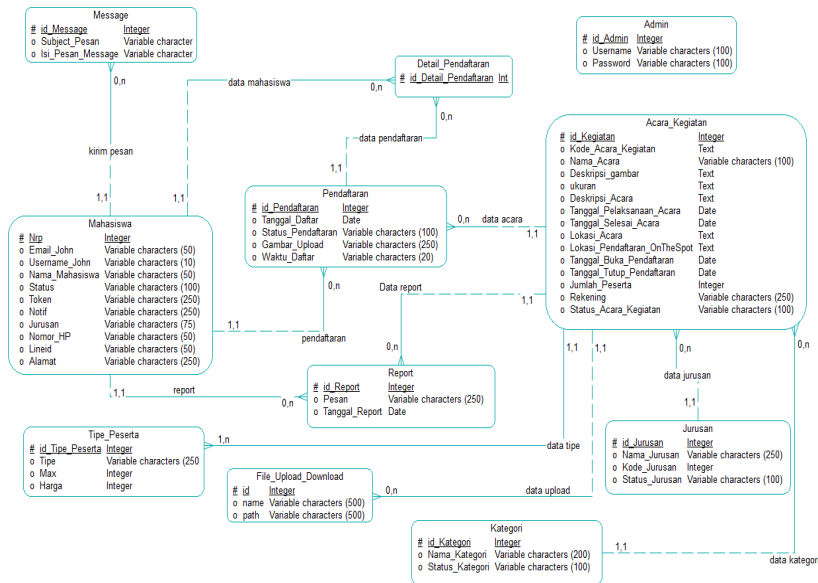 Message
# id_Message Integer
o Subject_Pesan Variable character
o Isi_Pesan_Message Variable character
0,n
kirim pesan
1,1
Admin
# id_Admin Integer
o Username Variable characters (100)
o Password Variable characters (100)
Detail_Pendaftaran
# id_Detail_Pendaftaran Int
data mahasiswa
0,n
1,1
0,n
data pendaftaran
1,1
Acara_Kegiatan
# id_Kegiatan Integer
o Kode_Acara_Kegiatan Text
o Nama_Acara Variable characters (100)
o Deskripsi_gambar Text
o ukuran Text
o Deskripsi_Acara Text
o Tanggal_Pelaksanaan_Acara Date
o Tanggal_Selesai_Acara Date
o Lokasi_Acara Text
o Lokasi_Pendaftaran_OnTheSpot Text
o Tanggal_Buka_Pendaftaran Date
o Tanggal_Tutup_Pendaftaran Date
o Jumlah_Peserta Integer
o Rekening Variable characters (250)
o Status_Acara_Kegiatan Variable characters (100)
Pendaftaran
# id_Pendaftaran Integer
o Tanggal_Daftar Date
o Status_Pendaftaran Variable characters (100)
o Gambar_Upload Variable characters (250)
o Waktu_Daftar Variable characters (20)
0,n
data acara
1,1
Mahasiswa
# Nrp Integer
o Email_John Variable characters (50)
o Username_John Variable characters (10)
o Nama_Mahasiswa Variable characters (50)
o Status Variable characters (100)
o Token Variable characters (250)
o Notif Variable characters (250)
o Jurusan Variable characters (75)
o Nomor_HP Variable characters (50)
o Lineid Variable characters (50)
o Alamat Variable characters (250)
0,n
1,1
pendaftaran
Data report
1,1
0,n
1,1
report
0,n
Report
# id_Report Integer
o Pesan Variable characters (250)
o Tanggal_Report Date
1,1
1,1
0,n
data jurusan
1,1
0,n
Jurusan
# id_Jurusan Integer
o Nama_Jurusan Variable characters (250)
o Kode_Jurusan Integer
o Status_Jurusan Variable characters (100)
Tipe_Peserta
# id_Tipe_Peserta Integer
o Tipe Variable characters (250
o Max Integer
o Harga Integer
1,n
data tipe
File_Upload_Download
# id Integer
o name Variable characters (500)
o path Variable characters (500)
0,n
data upload
Kategori
# id_Kategori Integer
o Nama_Kategori Variable characters (200)
o Status_Kategori Variable characters (100)
1,1
data kategor